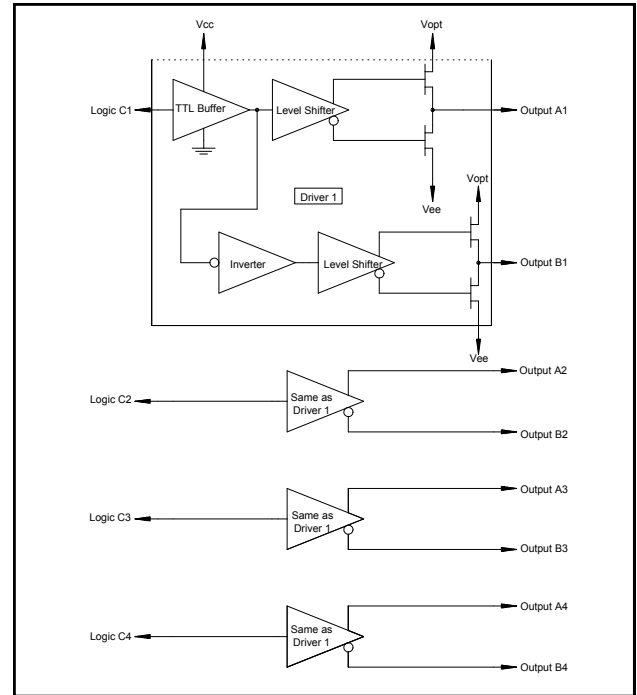 Vcc
Vopt
Logic C1
TTL Buffer
Level Shifter
Output A1
Driver 1
Vee
Vopt
Inverter
Level Shifter
Output B1
Vee
Output A2
Logic C2
Same as
Driver 1
Output B2
Output A3
Logic C3
Same as
Driver 1
Output B3
Output A4
Logic C4
Same as
Driver 1
Output B4